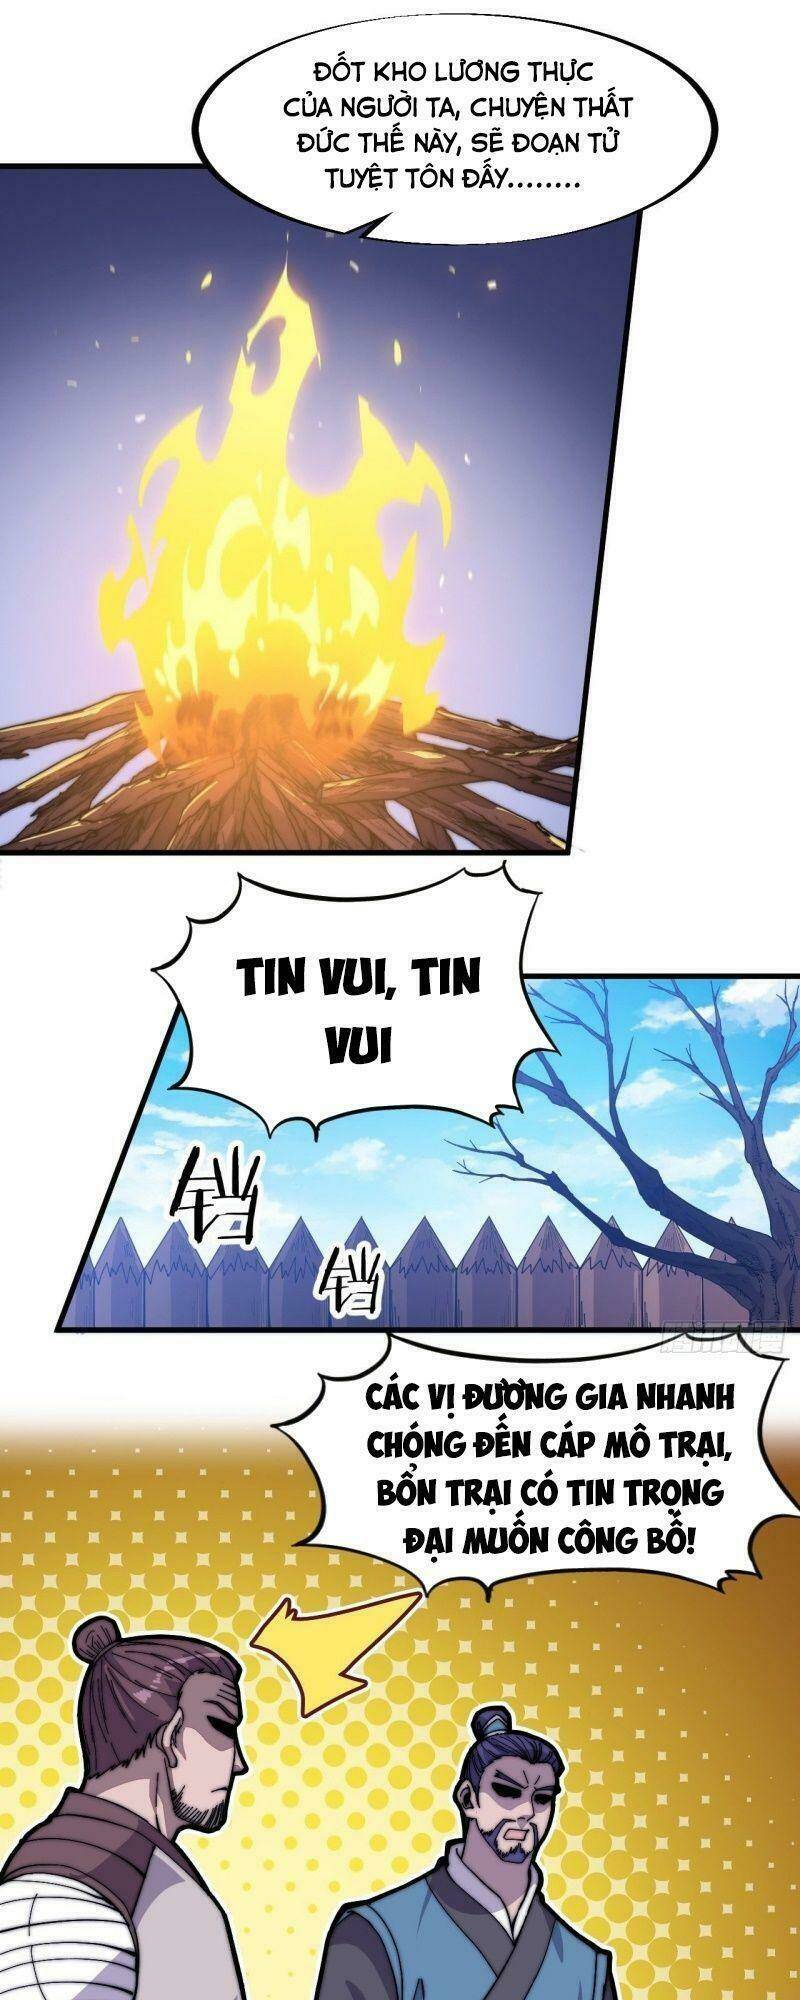 ĐỐT KHO LƯƠNG THỰC
CỦA NGƯỜI TA, CHUYỆN THẤT
ĐỨC THẾ NÀY, SẼ ĐOẠN TỬ
TUYỆT TÔN ĐẤY........
TIN VUI, TIN
VUI
铛
铛
CÁC VỊ ĐƯƠNG GIA NHANH
CHÓNG ĐẾN CÁP MÔ TRẠI,
BỔN TRẠI CÓ TIN TRỌNG
ĐẠI MUỐN CÔNG BỐ!